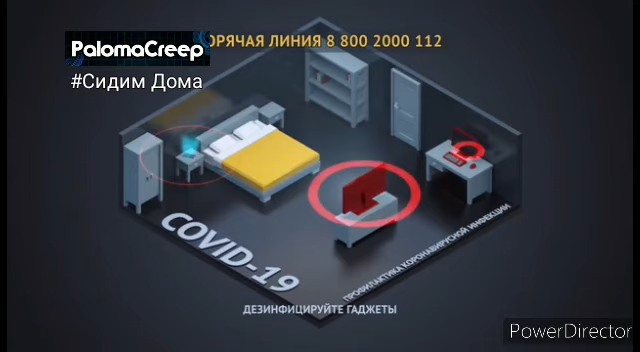 PalomaCreep
ОРЯЧАЯ ЛИНИЯ 8 800 2000 112
#Сидим Дома
COVID-19
ПРОФИЛАКТИКА КОРОНАВИРУСНОЙ ИНФЕКЦИИ
ДЕЗИНФИЦИРУЙТЕ ГАДЖЕТЫ
PowerDirector